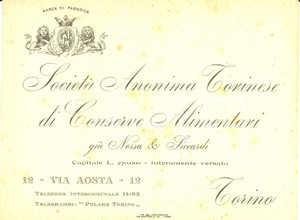 MARCA DI FABBRICA
Società Anonima Torinese
di Conserve Alimentari
già Norsa & Siccardi
Capitale L. 270.000 - interamente versato
12 - VIA AOSTA - 12
TELEFONO INTERCOMUNALE 11-82
TELEGRAMMI: "POLARE TORINO"
Torino